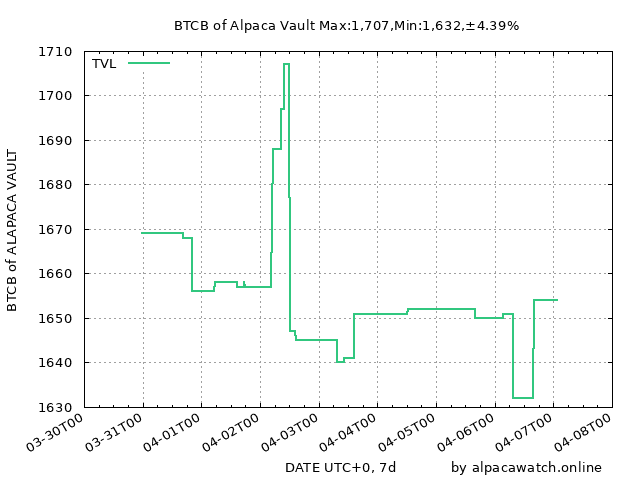 BTCB of Alpaca Vault Max:1,707,Min:1,632,±4.39%
TVL
1710
1700
1690
1680
1670
1660
1650
1640
1630
BTCB of ALAPACA VAULT
03-30T00
03-31T00
04-01T00
04-02T00
04-03T00
04-04T00
04-05T00
04-06T00
04-07T00
04-08T00
DATE UTC+0, 7d
by alpacawatch.online